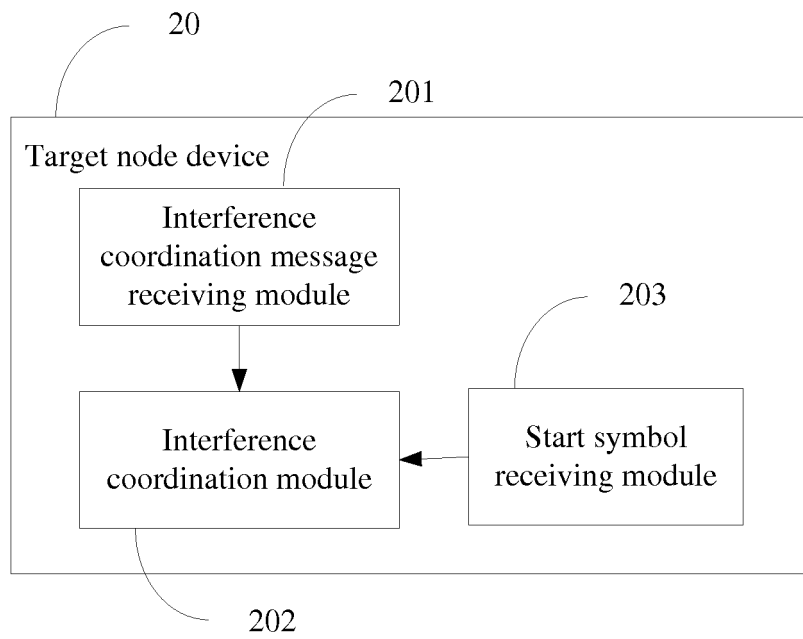 20
201
Target node device
Interference
coordination message
receiving module
203
Interference
coordination module
Start symbol
receiving module
202